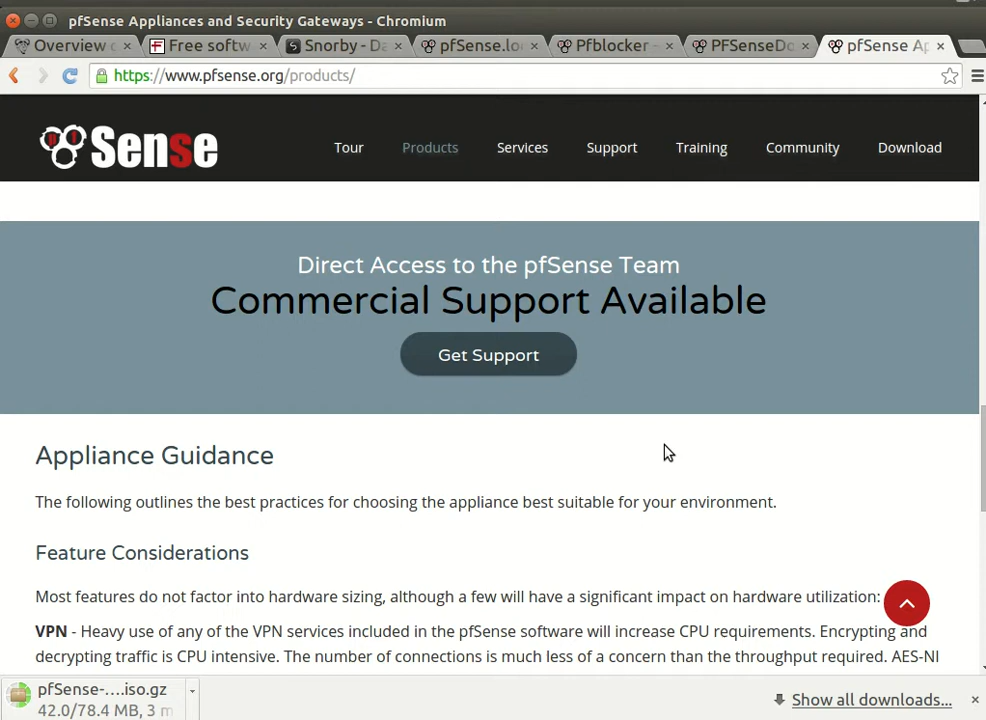 pfSense Appliances and Security Gateways - Chromium
Overview
Free softw
Snorby - Da
pfSense.lo
Pfblocker -
PFSenseDo
pfSense Ap
https://www.pfsense.org/products/
Sense
Tour
Products
Services
Support
Training
Community
Download
Direct Access to the pfSense Team
Commercial Support Available
Get Support
Appliance Guidance
The following outlines the best practices for choosing the appliance best suitable for your environment.
Feature Considerations
Most features do not factor into hardware sizing, although a few will have a significant impact on hardware utilization:
VPN - Heavy use of any of the VPN services included in the pfSense software will increase CPU requirements. Encrypting and
decrypting traffic is CPU intensive. The number of connections is much less of a concern than the throughput required. AES-NI
pfSense-....iso.gz
42.0/78.4 MB, 3 m
Show all downloads...